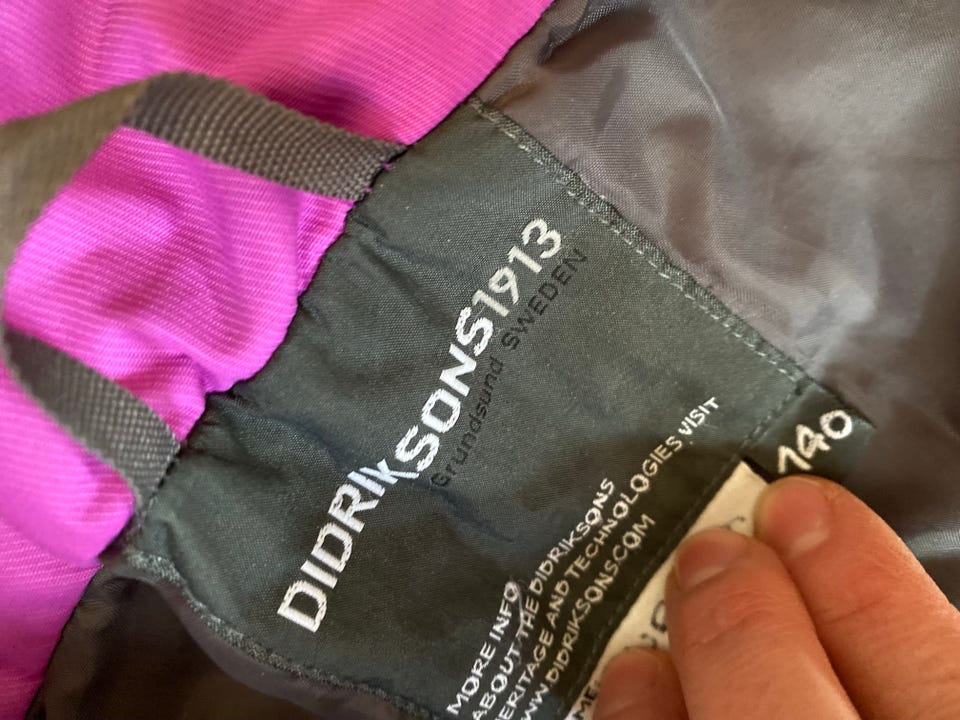 DIDRIKSONS1913
Grundsund SWEDEN
MORE INFO
ABOUT THE DIDRIKSONS
HERITAGE AND TECHNOLOGIES VISIT
WWW.DIDRIKSONS.COM
140